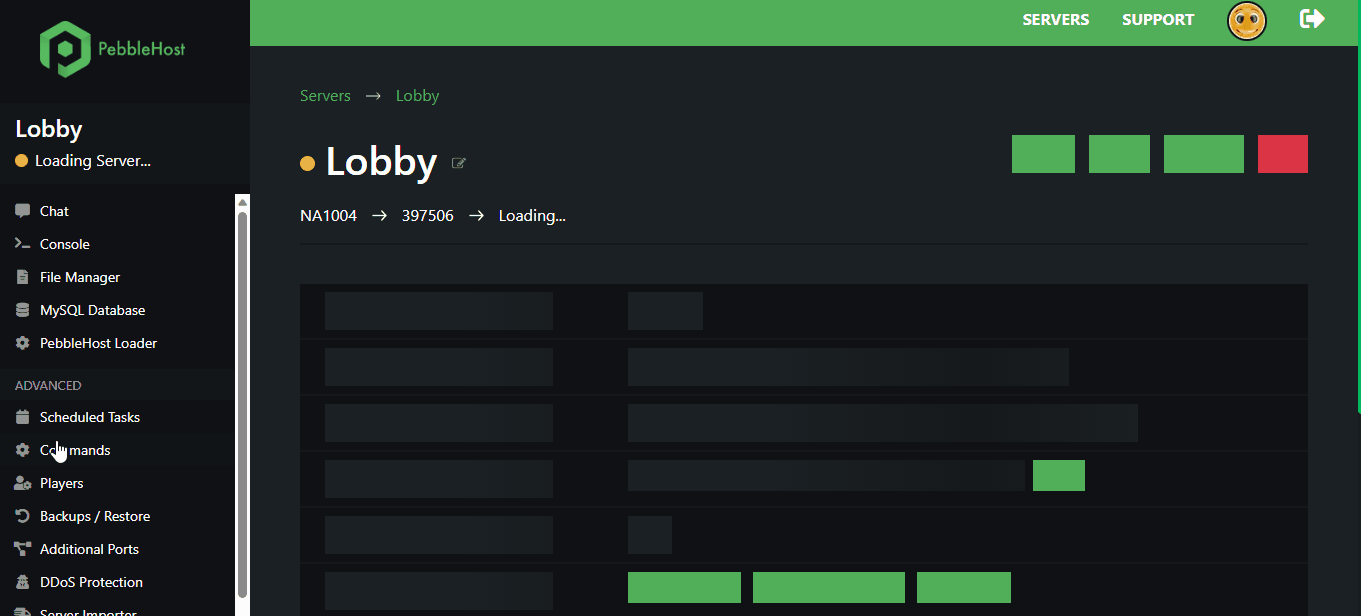 PebbleHost
SERVERS
SUPPORT
Lobby
Loading Server...
Chat
Console
File Manager
MySQL Database
PebbleHost Loader
ADVANCED
Scheduled Tasks
Commands
Players
Backups / Restore
Additional Ports
DDoS Protection
Server Importer
Servers → Lobby
Lobby
NA1004 → 397506 → Loading...